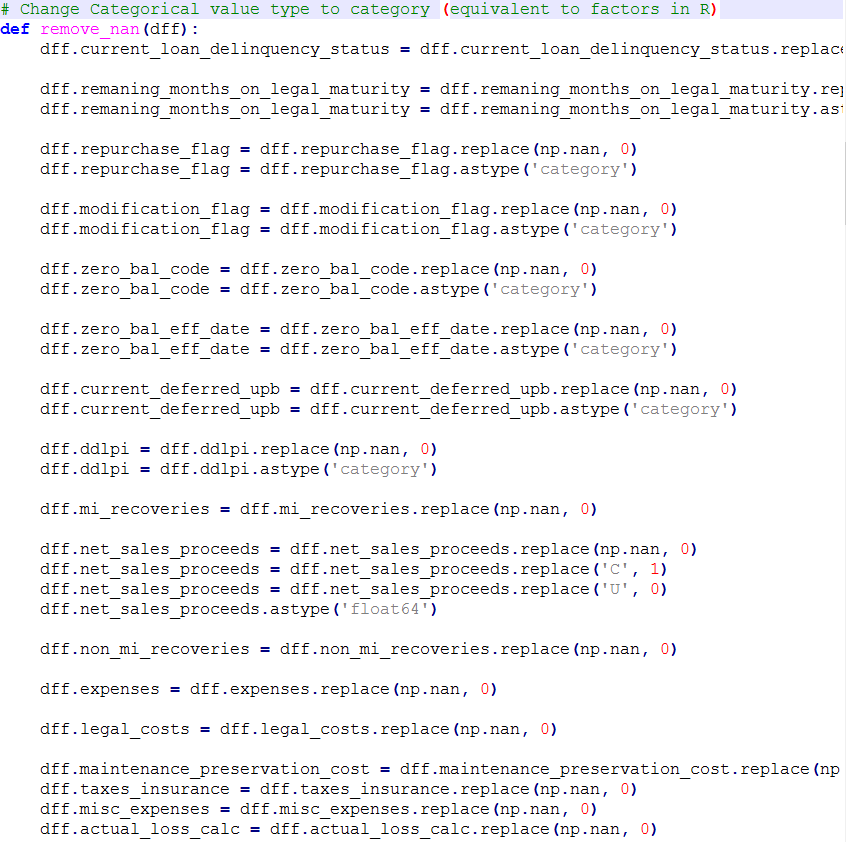 # Change Categorical value type to category (equivalent to factors in R)
def remove_nan(dff):
    dff.current_loan_delinquency_status = dff.current_loan_delinquency_status.replace
    dff.remaning_months_on_legal_maturity = dff.remaning_months_on_legal_maturity.rep
    dff.remaning_months_on_legal_maturity = dff.remaning_months_on_legal_maturity.ast
    dff.repurchase_flag = dff.repurchase_flag.replace(np.nan, 0)
    dff.repurchase_flag = dff.repurchase_flag.astype('category')
    dff.modification_flag = dff.modification_flag.replace(np.nan, 0)
    dff.modification_flag = dff.modification_flag.astype('category')
    dff.zero_bal_code = dff.zero_bal_code.replace(np.nan, 0)
    dff.zero_bal_code = dff.zero_bal_code.astype('category')
    dff.zero_bal_eff_date = dff.zero_bal_eff_date.replace(np.nan, 0)
    dff.zero_bal_eff_date = dff.zero_bal_eff_date.astype('category')
    dff.current_deferred_upb = dff.current_deferred_upb.replace(np.nan, 0)
    dff.current_deferred_upb = dff.current_deferred_upb.astype('category')
    dff.ddlpi = dff.ddlpi.replace(np.nan, 0)
    dff.ddlpi = dff.ddlpi.astype('category')
    dff.mi_recoveries = dff.mi_recoveries.replace(np.nan, 0)
    dff.net_sales_proceeds = dff.net_sales_proceeds.replace(np.nan, 0)
    dff.net_sales_proceeds = dff.net_sales_proceeds.replace('C', 1)
    dff.net_sales_proceeds = dff.net_sales_proceeds.replace('U', 0)
    dff.net_sales_proceeds.astype('float64')
    dff.non_mi_recoveries = dff.non_mi_recoveries.replace(np.nan, 0)
    dff.expenses = dff.expenses.replace(np.nan, 0)
    dff.legal_costs = dff.legal_costs.replace(np.nan, 0)
    dff.maintenance_preservation_cost = dff.maintenance_preservation_cost.replace(np
    dff.taxes_insurance = dff.taxes_insurance.replace(np.nan, 0)
    dff.misc_expenses = dff.misc_expenses.replace(np.nan, 0)
    dff.actual_loss_calc = dff.actual_loss_calc.replace(np.nan, 0)